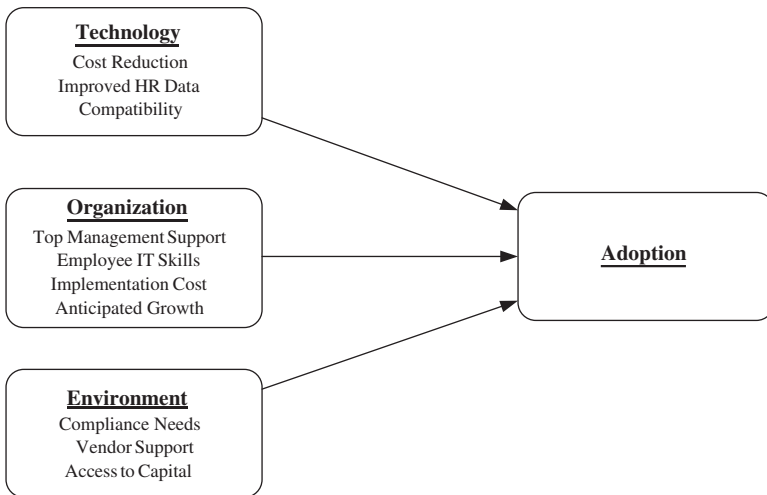 Technology
Cost Reduction
Improved HR Data
Compatibility
Organization
Top Management Support
Employee IT Skills
Implementation Cost
Anticipated Growth
Environment
Compliance Needs
Vendor Support
Access to Capital
Adoption